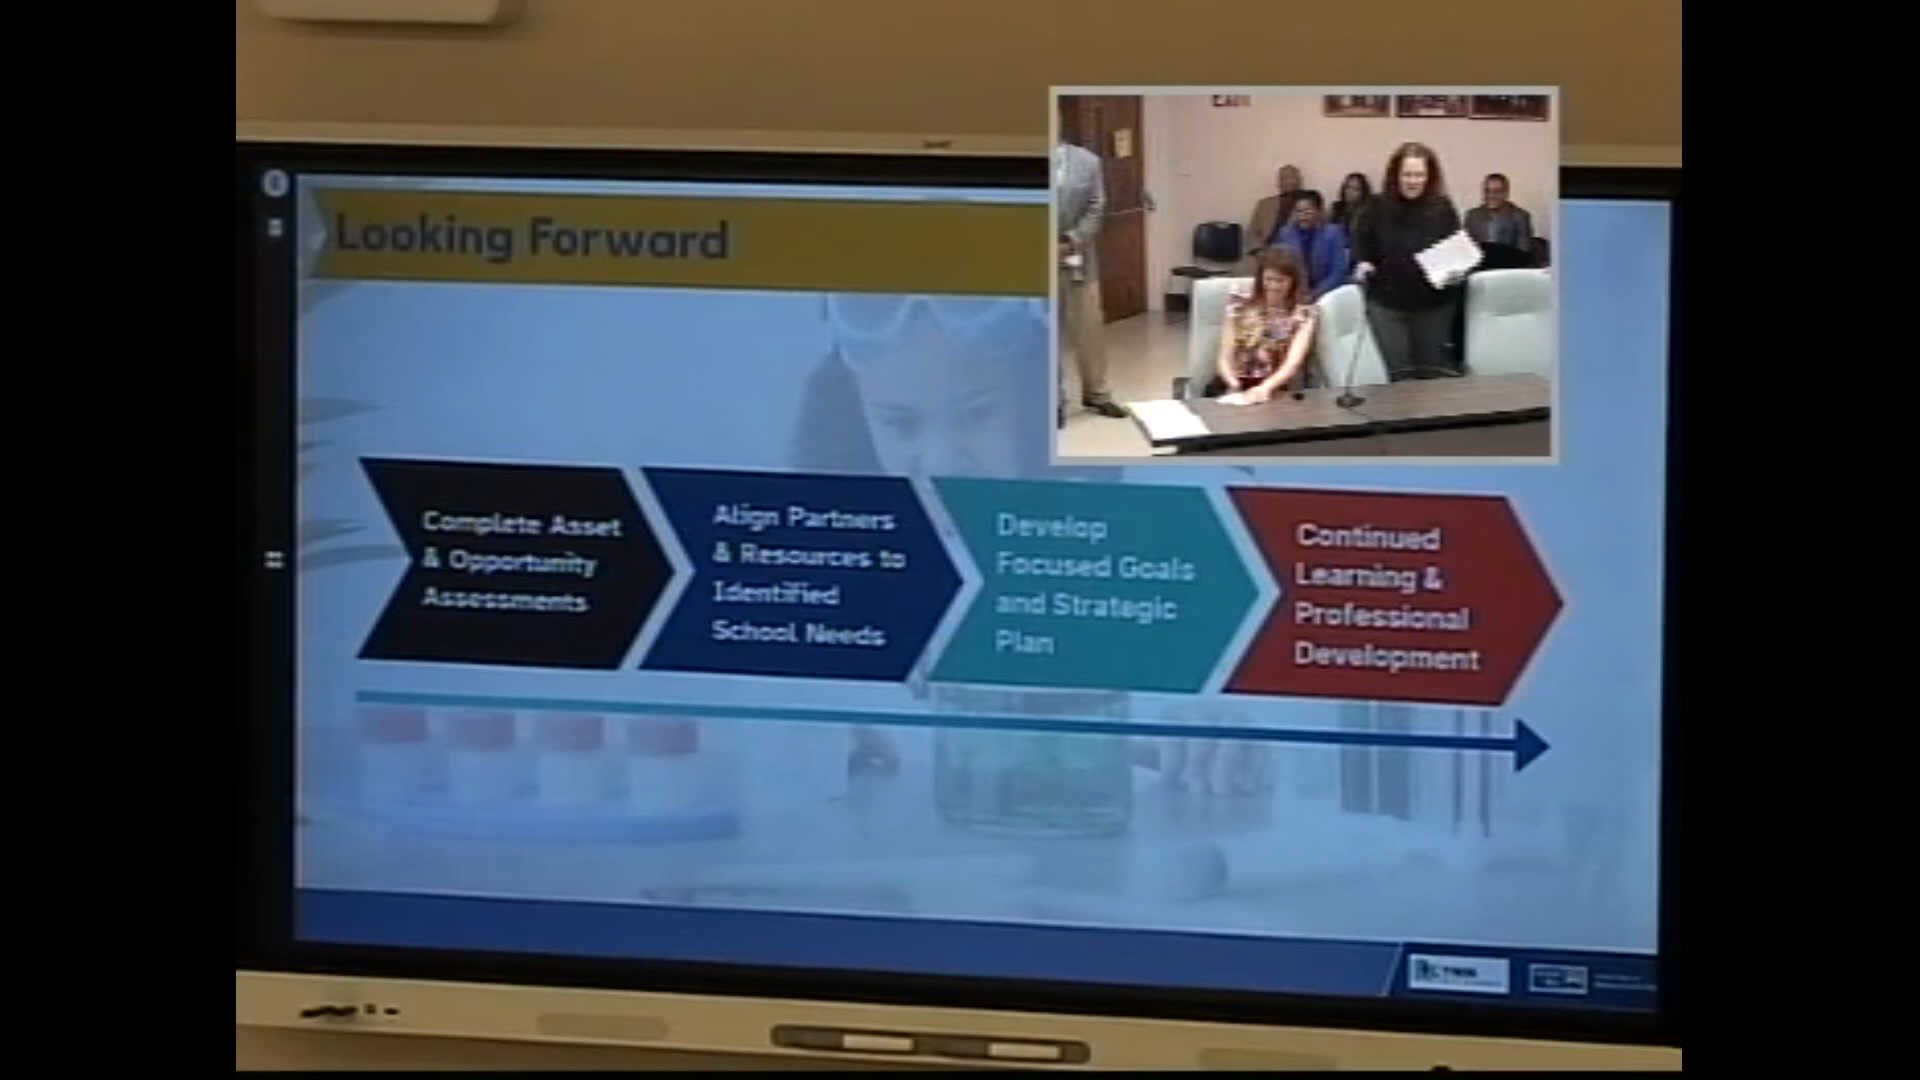 Looking Forward
EXIT
Complete Asset
& Opportunity
Assessments
Align Partners
& Resources to
Identified
School Needs
Develop
Focused Goals
and Strategic
Plan
Continued
Learning &
Professional
Development